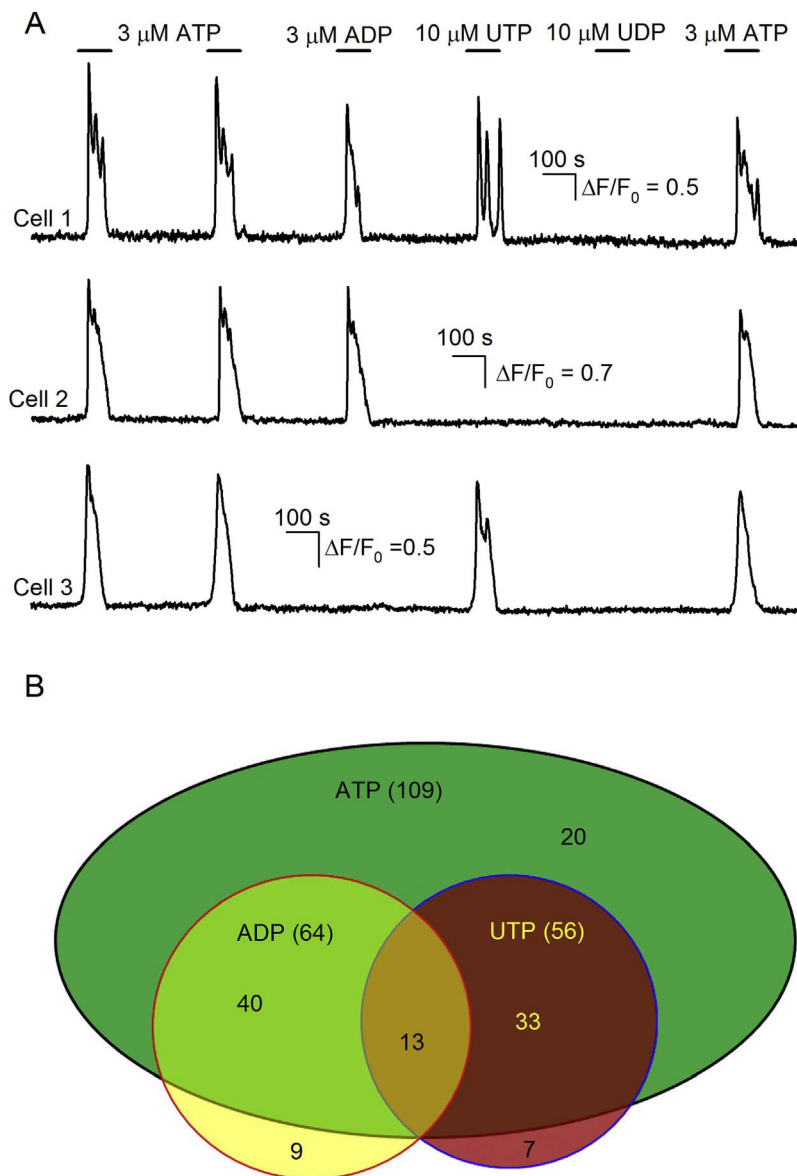 A
3 μM ATP 3 μM ADP 10 μM UTP 10 μM UDP 3 μM ATP
100 s
ΔF/F0 = 0.5
Cell 1
100 s
ΔF/F0 = 0.7
Cell 2
100 s
ΔF/F0 =0.5
Cell 3
B
ATP (109)
20
ADP (64) UTP (56)
40 13 33
9 7